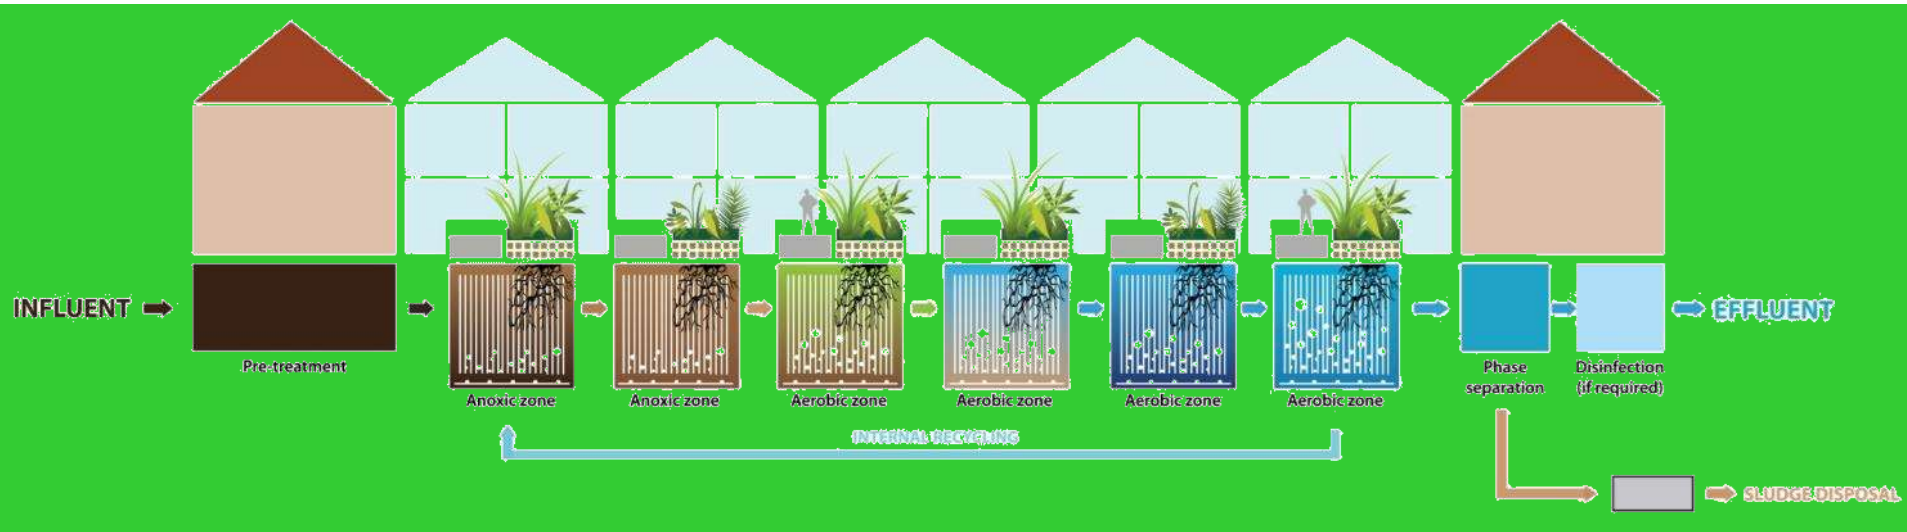 INFLUENT
Pre-treatment
Anoxic zone
Anoxic zone
Aerobic zone
Aerobic zone
Aerobic zone
Aerobic zone
Phase
separation
Disinfection
(if required)
EFFLUENT
INTERNAL RECYCLING
SLUDGE DISPOSAL